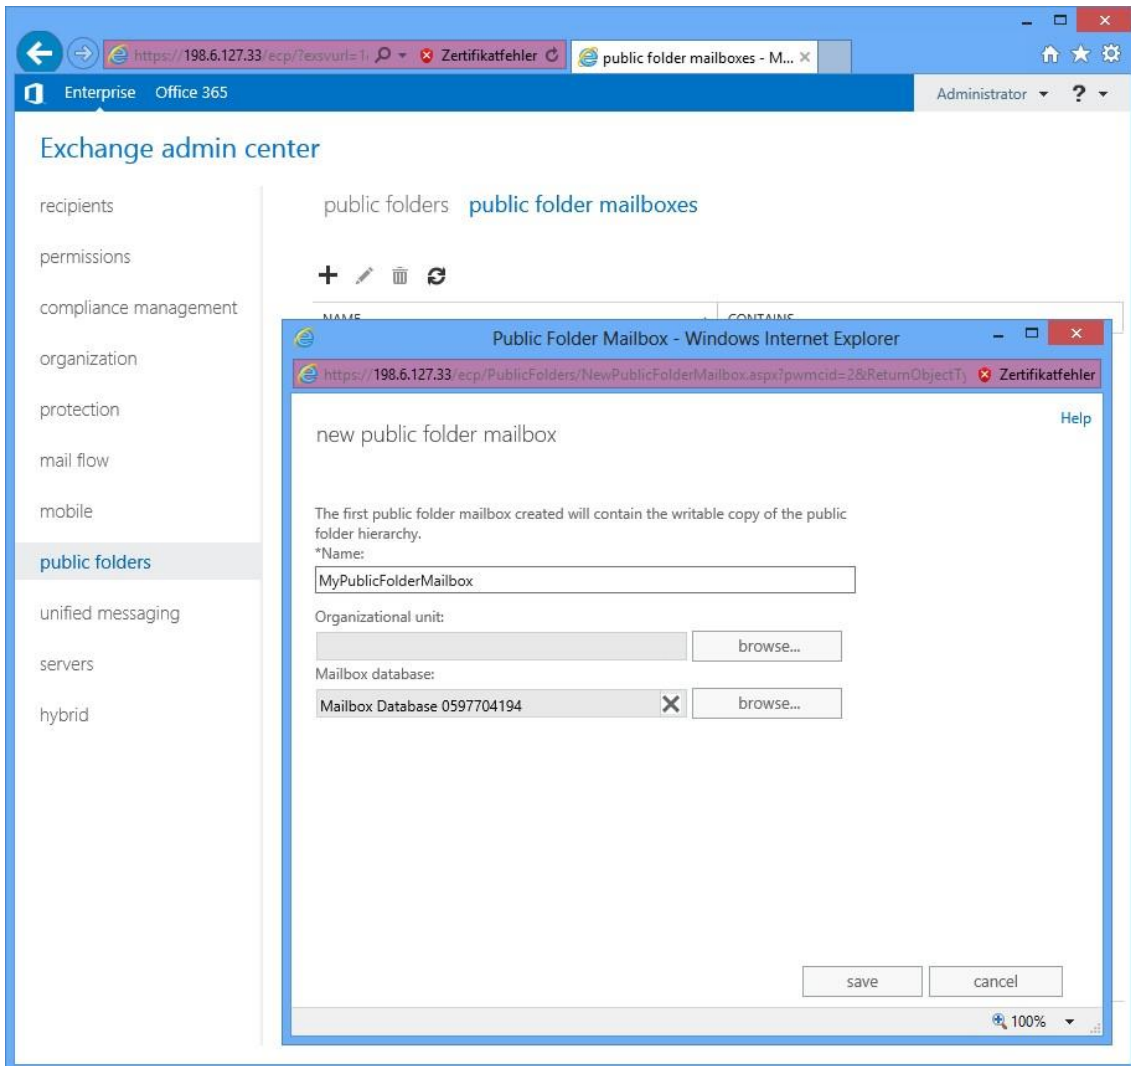 https://198.6.127.33/ecp/?exsvurl=1 Zertifikatfehler public folder mailboxes - M...
Enterprise Office 365 Administrator ?
Exchange admin center
public folders public folder mailboxes
recipients
permissions
compliance management
organization
protection
mail flow
mobile
public folders
unified messaging
servers
hybrid
NAME CONTAINS
Public Folder Mailbox - Windows Internet Explorer
https://198.6.127.33/ecp/PublicFolders/NewPublicFolderMailbox.aspx?pwmcid=2&ReturnObjectTy Zertifikatfehler
Help
new public folder mailbox
The first public folder mailbox created will contain the writable copy of the public
folder hierarchy.
*Name:
MyPublicFolderMailbox
Organizational unit:
browse...
Mailbox database:
Mailbox Database 0597704194 browse...
save cancel
100%